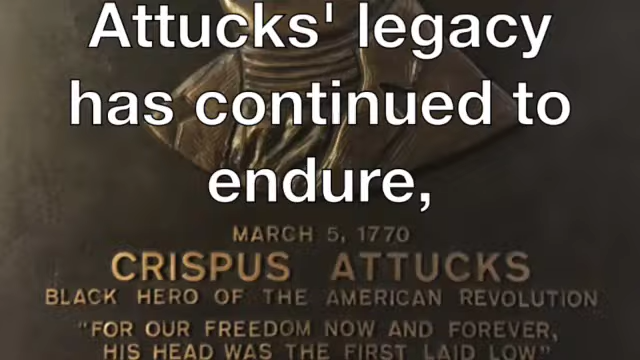 Attucks' legacy
has continued to
endure,
MARCH 5, 1770
CRISPUS ATTUCKS
BLACK HERO OF THE AMERICAN REVOLUTION
"FOR OUR FREEDOM NOW AND FOREVER,
HIS HEAD WAS THE FIRST LAID LOW"